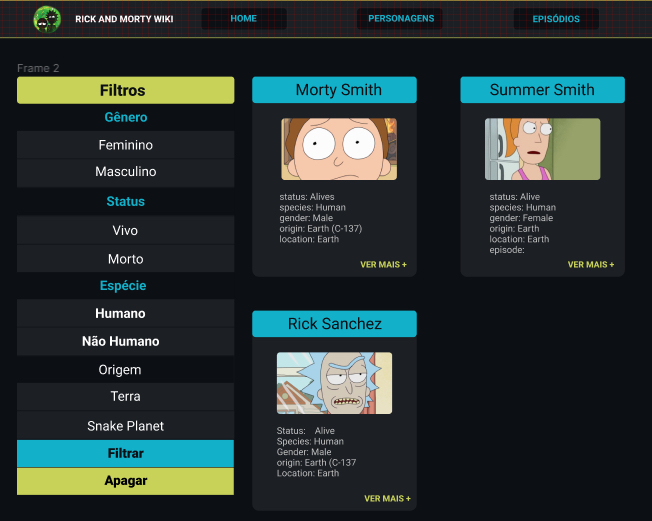 RICK AND MORTY WIKI
HOME
PERSONAGENS
EPISÓDIOS
Frame 2
Filtros
Gênero
Feminino
Masculino
Status
Vivo
Morto
Espécie
Humano
Não Humano
Origem
Terra
Snake Planet
Filtrar
Apagar
Morty Smith
status: Alives
species: Human
gender: Male
origin: Earth (C-137)
location: Earth
VER MAIS +
Summer Smith
status: Alive
species: Human
gender: Female
origin: Earth
location: Earth
episode:
VER MAIS +
Rick Sanchez
Status: Alive
Species: Human
Gender: Male
origin: Earth (C-137
Location: Earth
VER MAIS +